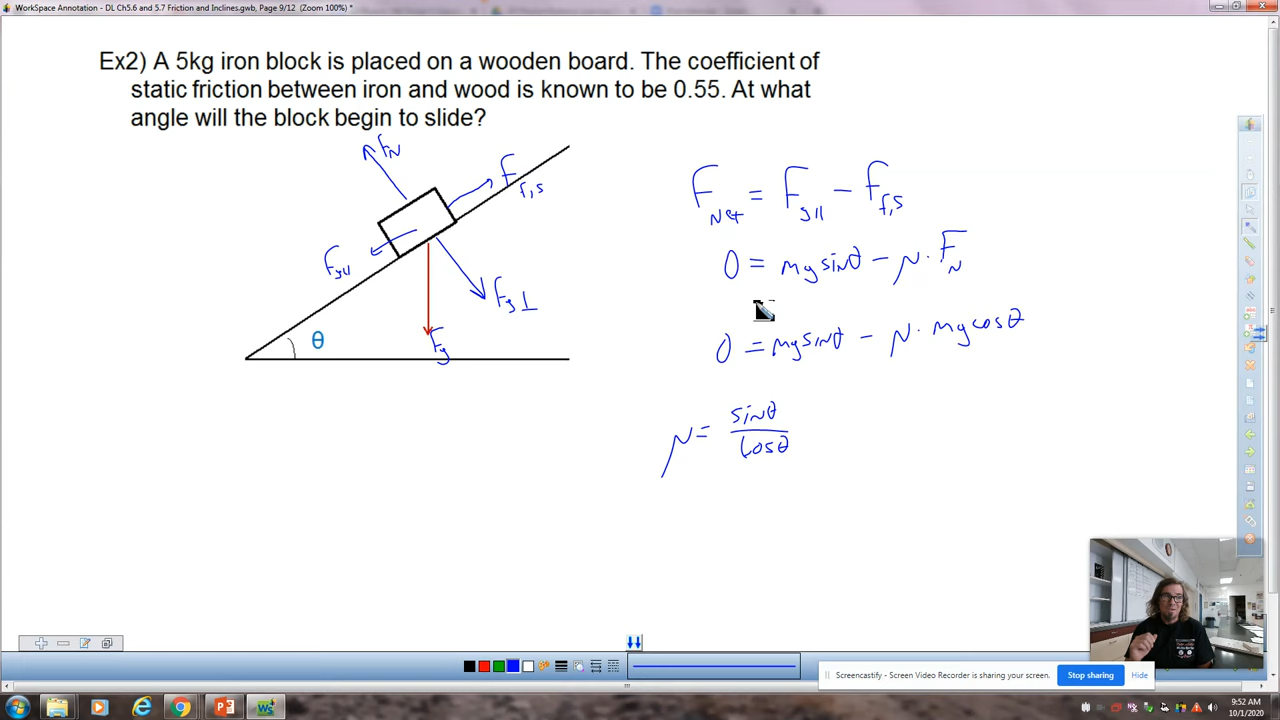 WorkSpace Annotation - DL Ch5.6 and 5.7 Friction and Inclines.gwb, Page 9/12 (Zoom 100%) *
Ex2) A 5kg iron block is placed on a wooden board. The coefficient of
static friction between iron and wood is known to be 0.55. At what
angle will the block begin to slide?
F_N
F_f,s
F_g||
F_g⊥
F_g
θ
F_Net = F_g|| - F_f,s
0 = mg sinθ - μ · F_N
0 = mg sinθ - μ · mg cosθ
μ = sinθ / cosθ
Screencastify - Screen Video Recorder is sharing your screen.
Stop sharing
Hide
9:52 AM
10/1/2020